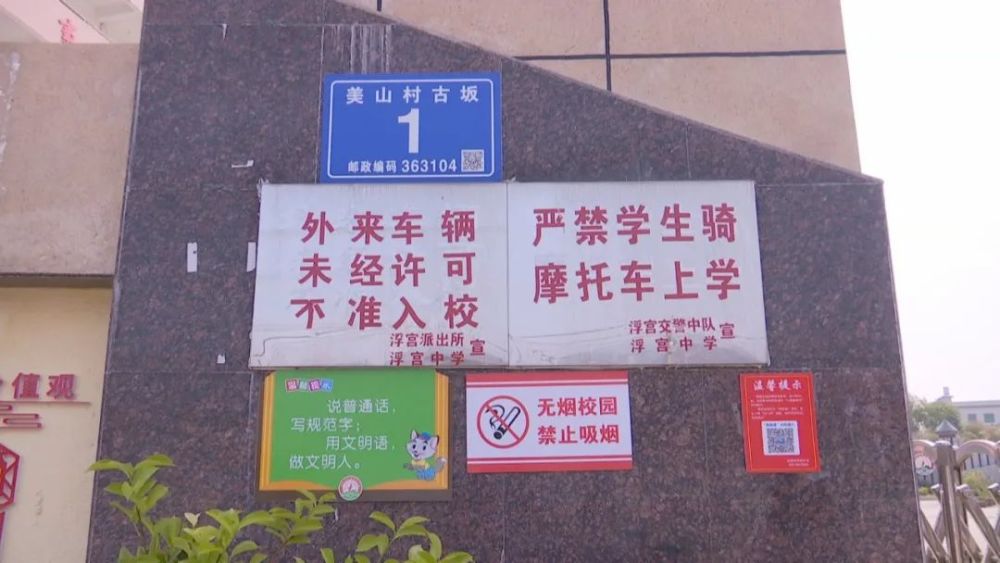 美山村古坂
1
邮政编码 363104
外来车辆
未经许可
不准入校
浮宫派出所
浮宫中学
宣
严禁学生骑
摩托车上学
浮宫交警中队
浮宫中学
宣
温馨提示
说普通话，
写规范字；
用文明语，
做文明人。
无烟校园
禁止吸烟
温馨提示
值观